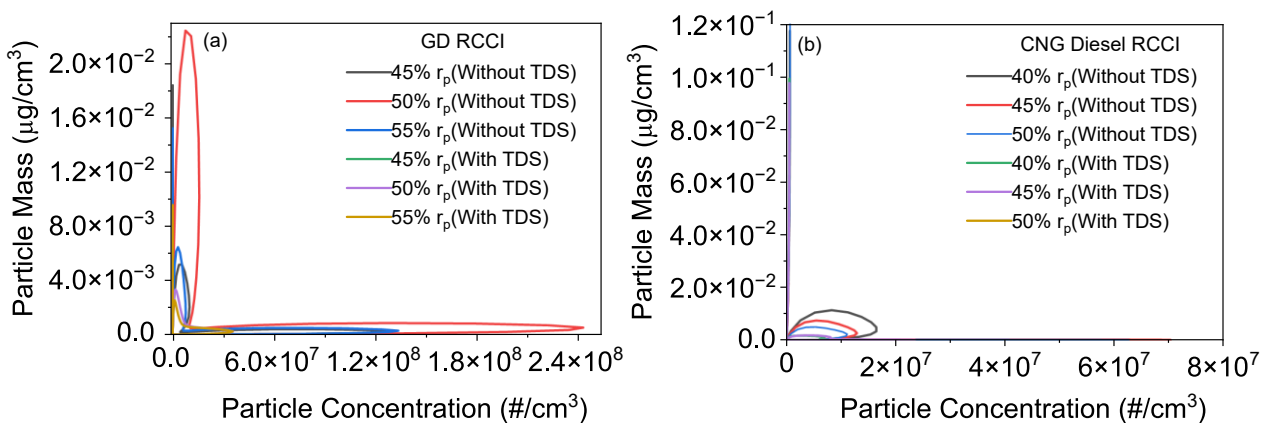 (a)
GD RCCI
45% rₚ(Without TDS)
50% rₚ(Without TDS)
55% rₚ(Without TDS)
45% rₚ(With TDS)
50% rₚ(With TDS)
55% rₚ(With TDS)
Particle Mass (μg/cm³)
2.0×10⁻²
1.6×10⁻²
1.2×10⁻²
8.0×10⁻³
4.0×10⁻³
0.0
0.0
6.0×10⁷
1.2×10⁸
1.8×10⁸
2.4×10⁸
Particle Concentration (#/cm³)
(b)
CNG Diesel RCCI
40% rₚ(Without TDS)
45% rₚ(Without TDS)
50% rₚ(Without TDS)
40% rₚ(With TDS)
45% rₚ(With TDS)
50% rₚ(With TDS)
Particle Mass (μg/cm³)
1.2×10⁻¹
1.0×10⁻¹
8.0×10⁻²
6.0×10⁻²
4.0×10⁻²
2.0×10⁻²
0.0
0
2×10⁷
4×10⁷
6×10⁷
8×10⁷
Particle Concentration (#/cm³)